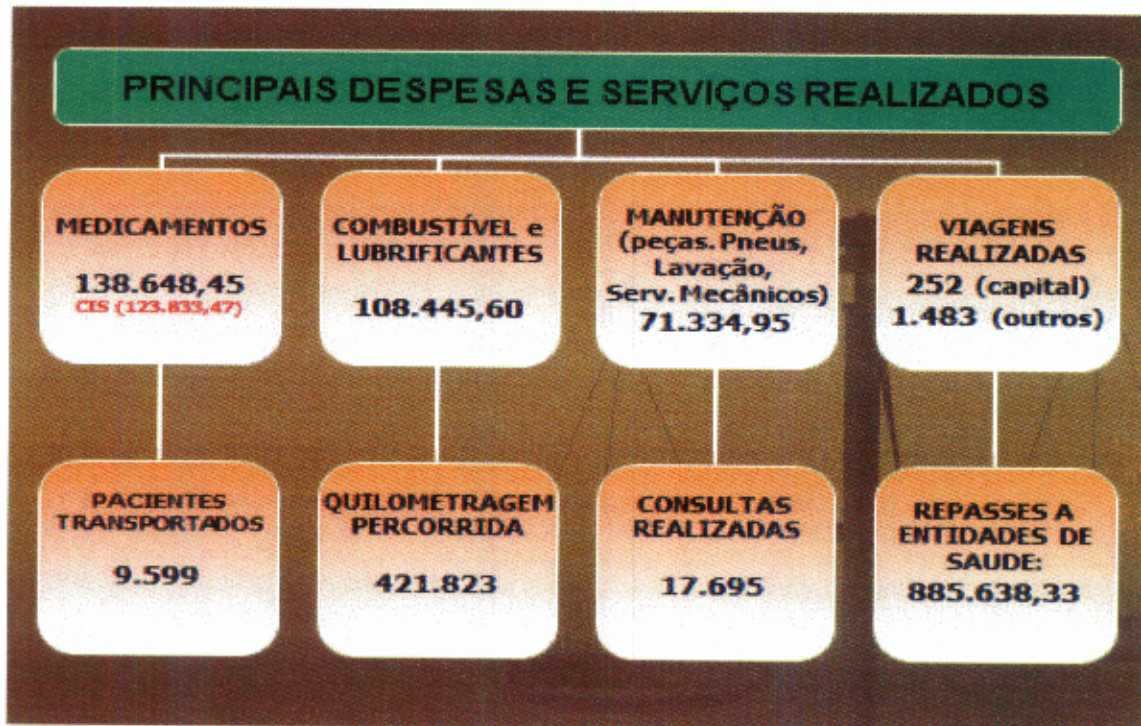 PRINCIPAIS DESPESAS E SERVIÇOS REALIZADOS
MEDICAMENTOS
138.648,45
CIS (123.833,47)
COMBUSTÍVEL e
LUBRIFICANTES
108.445,60
MANUTENÇÃO
(peças. Pneus,
Lavação,
Serv. Mecânicos)
71.334,95
VIAGENS
REALIZADAS
252 (capital)
1.483 (outros)
PACIENTES
TRANSPORTADOS
9.599
QUILOMETRAGEM
PERCORRIDA
421.823
CONSULTAS
REALIZADAS
17.695
REPASSES A
ENTIDADES DE
SAUDE:
885.638,33